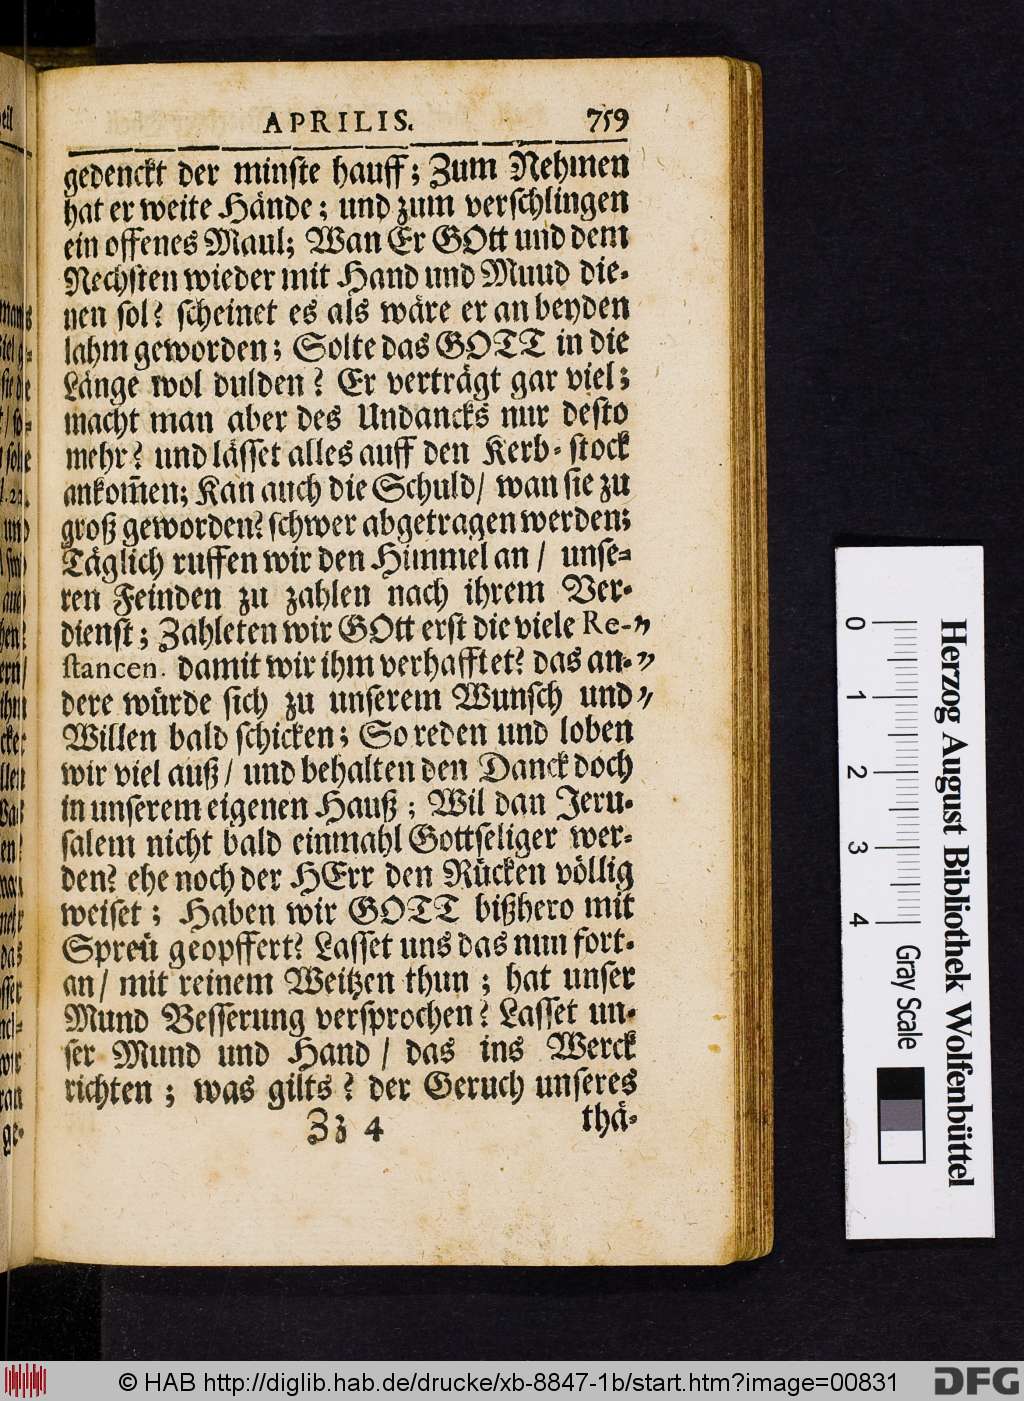 APRILIS. 759
gedenckt der minste hauff; Zum Nehmen
hat er weite Hände; und zum verschlingen
ein offenes Maul; Wan Er GOtt und dem
Nechsten wieder mit Hand und Muud die-
nen sol? scheinet es als wäre er an beyden
lahm geworden; Solte das GOTT in die
Länge wol dulden? Er verträgt gar viel;
macht man aber des Undancks nur desto
mehr? und lässet alles auff den Kerb-stock
ankom̃en; Kan auch die Schuld/ wan sie zu
groß geworden? schwer abgetragen werden;
Täglich ruffen wir den Himmel an/ unse-
ren Feinden zu zahlen nach ihrem Ver-
dienst; Zahleten wir GOtt erst die viele Re-„
stancen. damit wir ihm verhafftet? das an-„
dere würde sich zu unserem Wunsch und„
Willen bald schicken; So reden und loben
wir viel auß/ und behalten den Danck doch
in unserem eigenen Hauß; Wil dan Jeru-
salem nicht bald einmahl Gottseliger wer-
den? ehe noch der HErr den Rücken völlig
weiset; Haben wir GOTT bißhero mit
Spreü geopffert? Lasset uns das nun fort-
an/ mit reinem Weitzen thun; hat unser
Mund Besserung versprochen? Lasset un-
ser Mund und Hand/ das ins Werck
richten; was gilts? der Geruch unseres
Zz 4 thä-
0 1 2 3 4
Gray Scale
Herzog August Bibliothek Wolfenbüttel
© HAB http://diglib.hab.de/drucke/xb-8847-1b/start.htm?image=00831
DFG